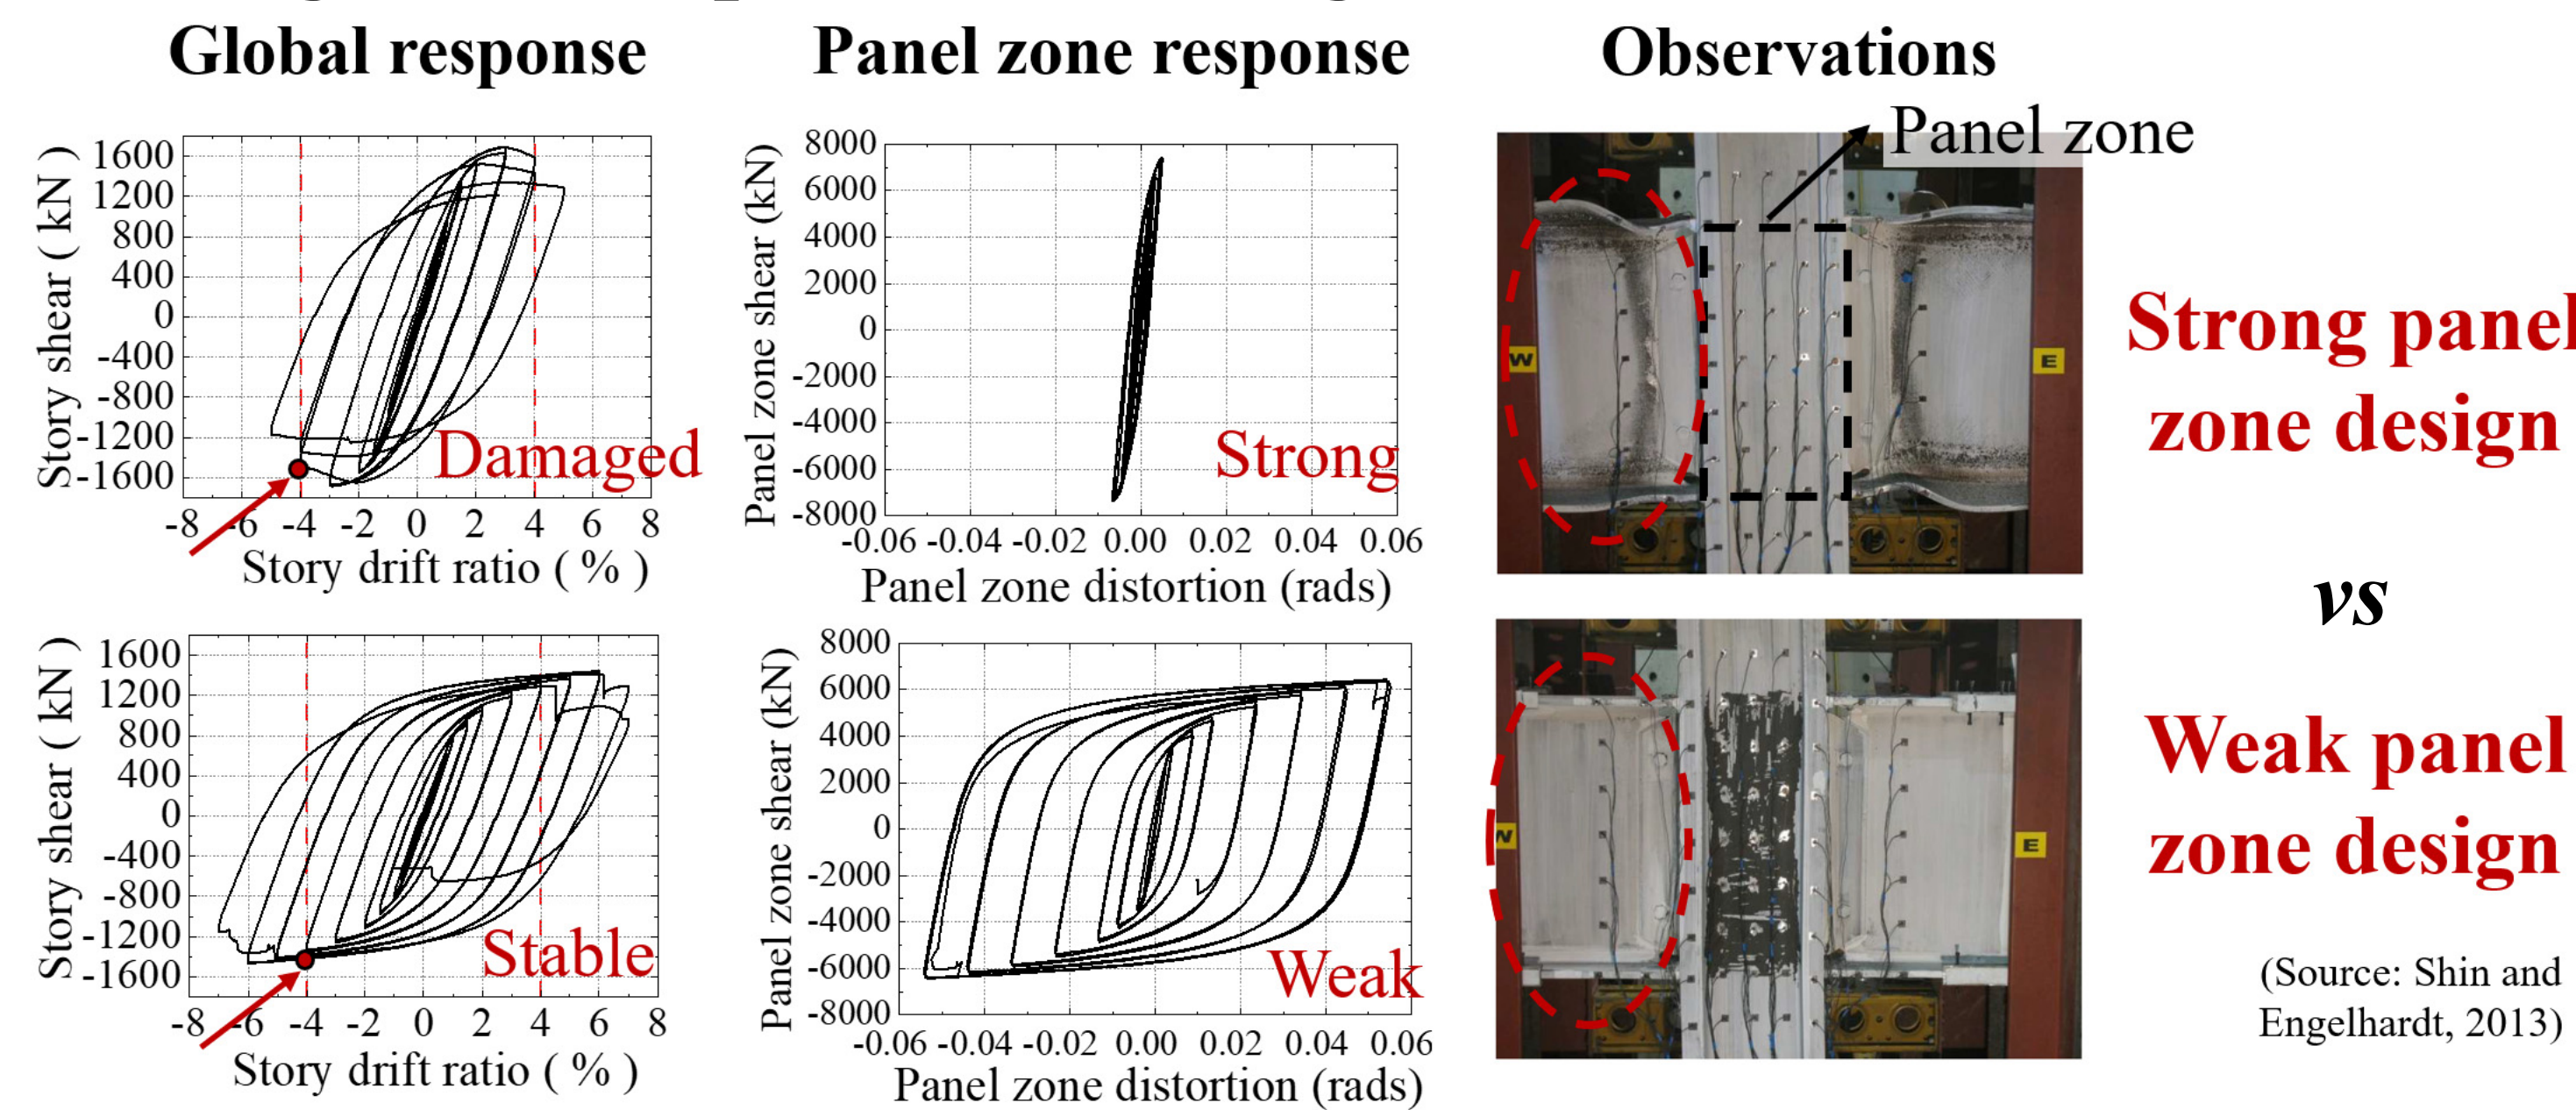 Global response
Panel zone response
Observations
Panel zone
Story shear ( kN )
1600
1200
800
400
0
-400
-800
-1200
-1600
-8 -6 -4 -2 0 2 4 6 8
Story drift ratio ( % )
Damaged
Panel zone shear (kN)
8000
6000
4000
2000
0
-2000
-4000
-6000
-8000
-0.06 -0.04 -0.02 0.00 0.02 0.04 0.06
Panel zone distortion (rads)
Strong
W
E
Strong panel
zone design
vs
Story shear ( kN )
1600
1200
800
400
0
-400
-800
-1200
-1600
-8 -6 -4 -2 0 2 4 6 8
Story drift ratio ( % )
Stable
Panel zone shear (kN)
8000
6000
4000
2000
0
-2000
-4000
-6000
-8000
-0.06 -0.04 -0.02 0.00 0.02 0.04 0.06
Panel zone distortion (rads)
Weak
W
E
Weak panel
zone design
(Source: Shin and
Engelhardt, 2013)